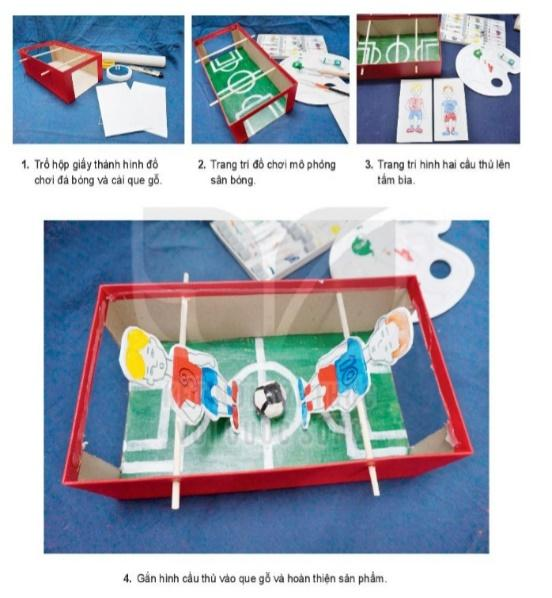 1. Trổ hộp giấy thành hình đồ
chơi đá bóng và cài que gỗ.
2. Trang trí đồ chơi mô phỏng
sân bóng.
3. Trang trí hình hai cầu thủ lên
tấm bìa.
10
4. Gắn hình cầu thủ vào que gỗ và hoàn thiện sản phẩm.